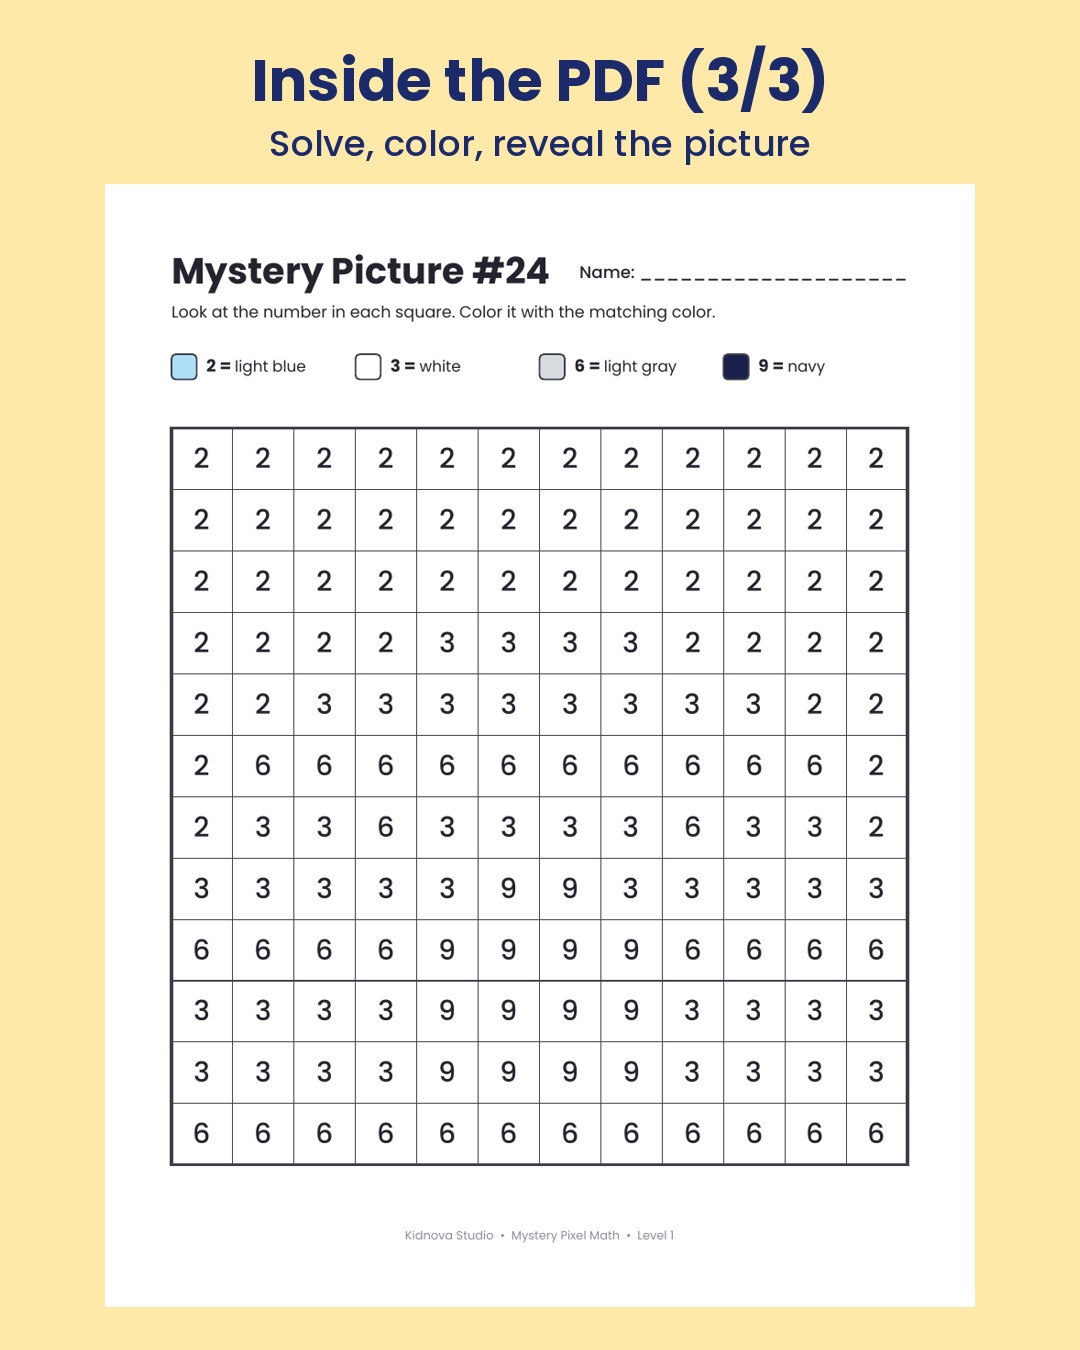 Inside the PDF (3/3)
Solve, color, reveal the picture
Mystery Picture #24 Name: ____________________
Look at the number in each square. Color it with the matching color.
2 = light blue 3 = white 6 = light gray 9 = navy
2 2 2 2 2 2 2 2 2 2 2 2
2 2 2 2 2 2 2 2 2 2 2 2
2 2 2 2 2 2 2 2 2 2 2 2
2 2 2 2 3 3 3 3 2 2 2 2
2 2 3 3 3 3 3 3 3 3 2 2
2 6 6 6 6 6 6 6 6 6 6 2
2 3 3 6 3 3 3 3 6 3 3 2
3 3 3 3 3 9 9 3 3 3 3 3
6 6 6 6 9 9 9 9 6 6 6 6
3 3 3 3 9 9 9 9 3 3 3 3
3 3 3 3 9 9 9 9 3 3 3 3
6 6 6 6 6 6 6 6 6 6 6 6
Kidnova Studio • Mystery Pixel Math • Level 1